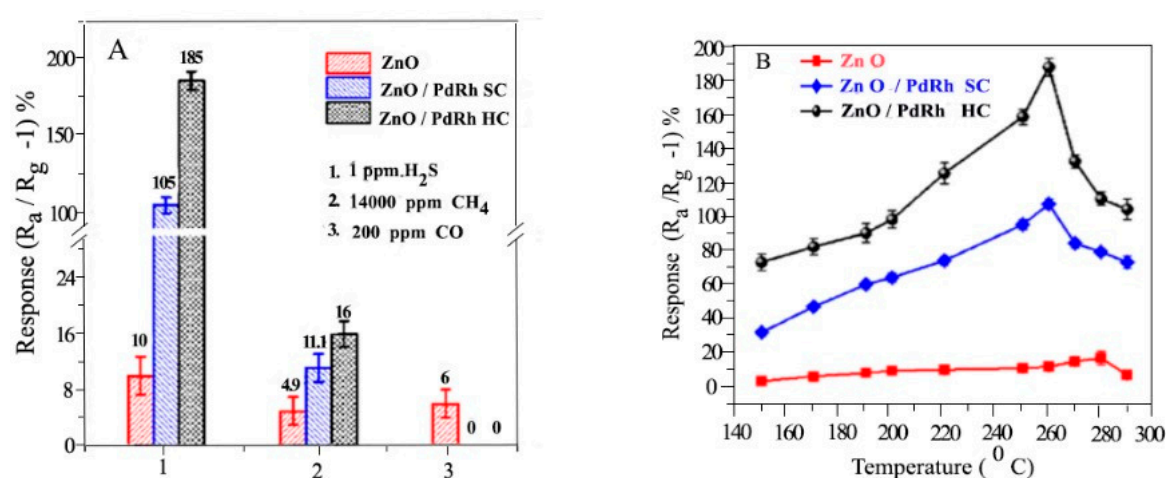 A
Response (Ra / Rg -1) %
200
150
100
24
16
8
0
185
105
10
4.9
11.1
16
6
0 0
ZnO
ZnO / PdRh SC
ZnO / PdRh HC
1. 1 ppm.H2S
2. 14000 ppm CH4
3. 200 ppm CO
1 2 3
B
Response (Ra /Rg -1) %
200
180
160
140
120
100
80
60
40
20
0
Zn O
Zn O - / PdRh SC
ZnO / PdRh HC
140 160 180 200 220 240 260 280 300
Temperature (0 C)